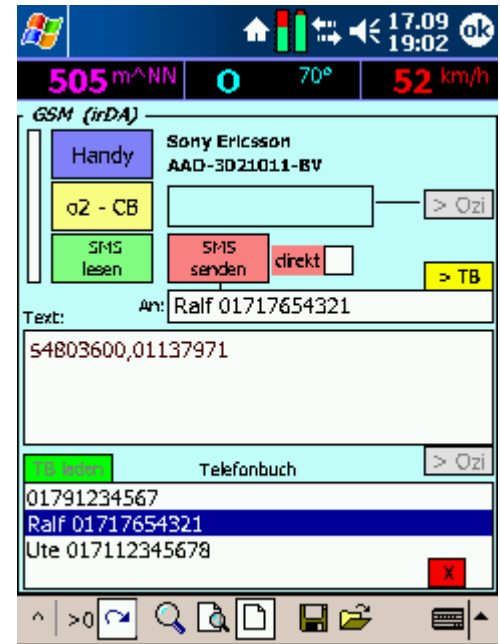 17.09
19:02 ok
505 m^NN O 70° 52 km/h
GSM (irDA)
Handy
Sony Ericsson
AAD-3021011-BV
o2 - CB
> Ozi
SMS
lesen
SMS
senden
direkt
> TB
An: Ralf 01717654321
Text:
s4803600,01137971
TB laden
Telefonbuch
> Ozi
01791234567
Ralf 01717654321
Ute 017112345678
X
^ >0